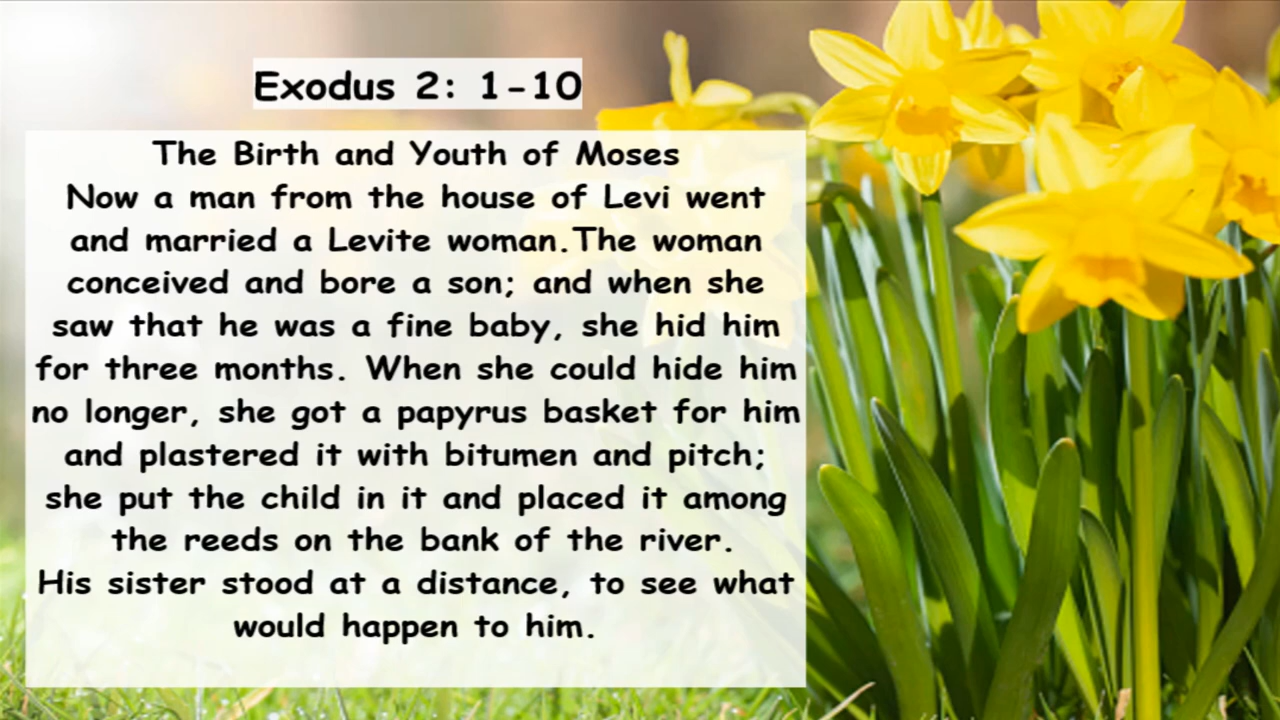 Exodus 2: 1-10
The Birth and Youth of Moses
Now a man from the house of Levi went
and married a Levite woman.The woman
conceived and bore a son; and when she
saw that he was a fine baby, she hid him
for three months. When she could hide him
no longer, she got a papyrus basket for him
and plastered it with bitumen and pitch;
she put the child in it and placed it among
the reeds on the bank of the river.
His sister stood at a distance, to see what
would happen to him.